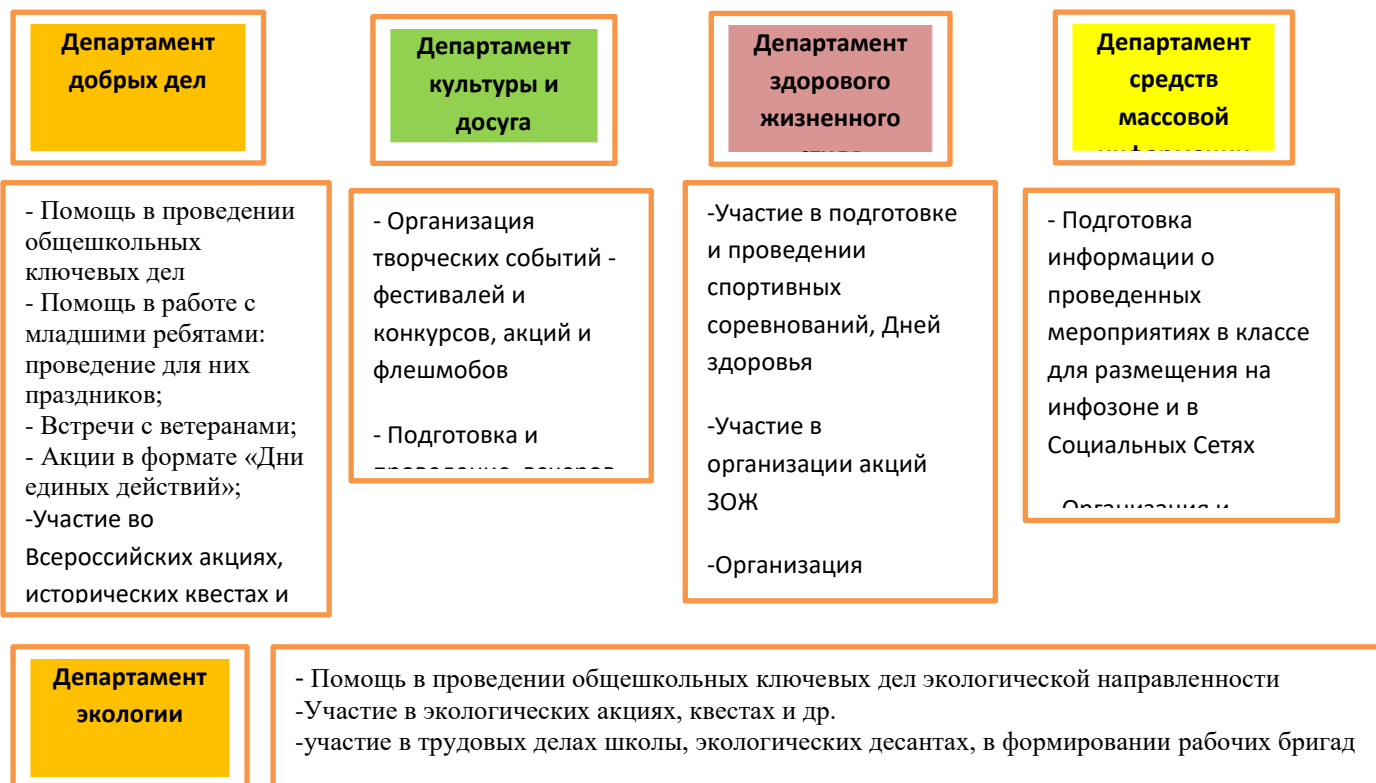 Департамент
добрых дел
Департамент
культуры и
досуга
Департамент
здорового
жизненного
Департамент
средств
массовой
- Помощь в проведении
общешкольных
ключевых дел
- Помощь в работе с
младшими ребятами:
проведение для них
праздников;
- Встречи с ветеранами;
- Акции в формате «Дни
единых действий»;
-Участие во
Всероссийских акциях,
исторических квестах и
- Организация
творческих событий -
фестивалей и
конкурсов, акций и
флешмобов
- Подготовка и
-Участие в подготовке
и проведении
спортивных
соревнований, Дней
здоровья
-Участие в
организации акций
ЗОЖ
-Организация
- Подготовка
информации о
проведенных
мероприятиях в классе
для размещения на
инфозоне и в
Социальных Сетях
- Организация и
Департамент
экологии
- Помощь в проведении общешкольных ключевых дел экологической направленности
-Участие в экологических акциях, квестах и др.
-участие в трудовых делах школы, экологических десантах, в формировании рабочих бригад